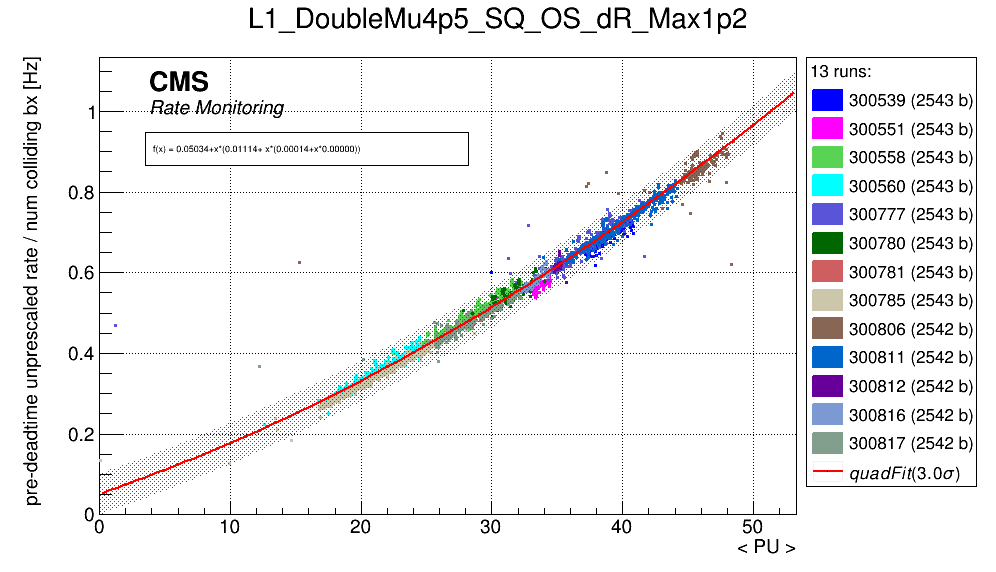 L1_DoubleMu4p5_SQ_OS_dR_Max1p2
pre-deadtime unprescaled rate / num colliding bx [Hz]
CMS
Rate Monitoring
f(x) = 0.05034+x*(0.01114+ x*(0.00014+x*0.00000))
1
0.8
0.6
0.4
0.2
0
0 10 20 30 40 50
< PU >
13 runs:
300539 (2543 b)
300551 (2543 b)
300558 (2543 b)
300560 (2543 b)
300777 (2543 b)
300780 (2543 b)
300781 (2543 b)
300785 (2543 b)
300806 (2542 b)
300811 (2542 b)
300812 (2542 b)
300816 (2542 b)
300817 (2542 b)
quadFit(3.0σ)